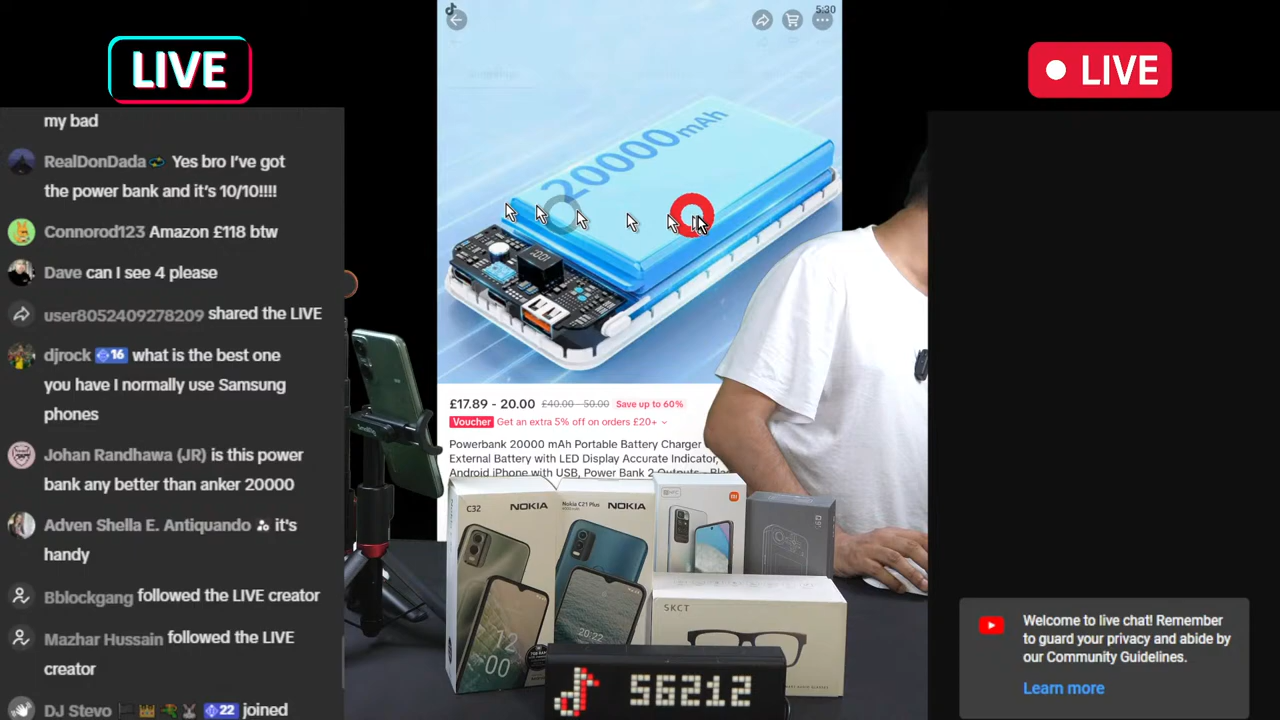 LIVE
my bad
RealDonDada Yes bro I've got
the power bank and it's 10/10!!!!
Connorod123 Amazon £118 btw
Dave can I see 4 please
user8052409278209 shared the LIVE
djrock 16 what is the best one
you have I normally use Samsung
phones
Johan Randhawa (JR) is this power
bank any better than anker 20000
Adven Shella E. Antiquando it's
handy
Bblockgang followed the LIVE creator
Mazhar Hussain followed the LIVE
creator
DJ Stevo 22 joined
5:30
20000mAh
£17.89 - 20.00 £40.00 - 50.00 Save up to 60%
Voucher Get an extra 5% off on orders £20+
Powerbank 20000 mAh Portable Battery Charger
External Battery with LED Display Accurate Indicator,
Android iPhone with USB, Power Bank 2 Outputs - Bla
C32 NOKIA
Nokia C21 Plus NOKIA
12
00
20:22
SKCT
56212
LIVE
Welcome to live chat! Remember
to guard your privacy and abide by
our Community Guidelines.
Learn more